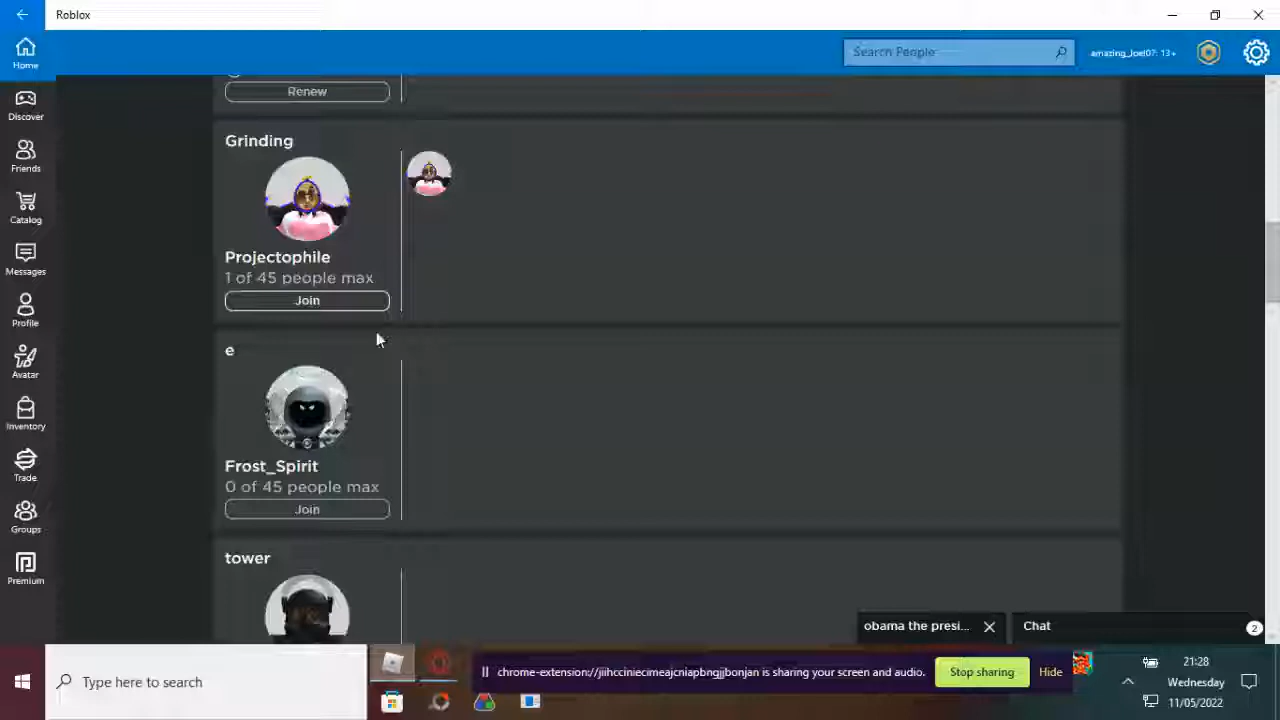 Roblox
Home
Search People
amazing_Joel07: 13+
Discover
Friends
Catalog
Messages
Profile
Avatar
Inventory
Trade
Groups
Premium
Renew
Grinding
Projectophile
1 of 45 people max
Join
e
Frost_Spirit
0 of 45 people max
Join
tower
obama the presi...
Chat
2
Type here to search
chrome-extension://jiihcciniecimeajcniapbngjjbonjan is sharing your screen and audio.
Stop sharing
Hide
21:28
Wednesday
11/05/2022